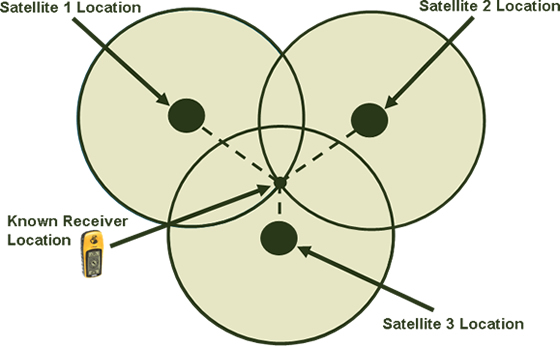 Satellite 1 Location
Satellite 2 Location
Known Receiver
Location
Satellite 3 Location